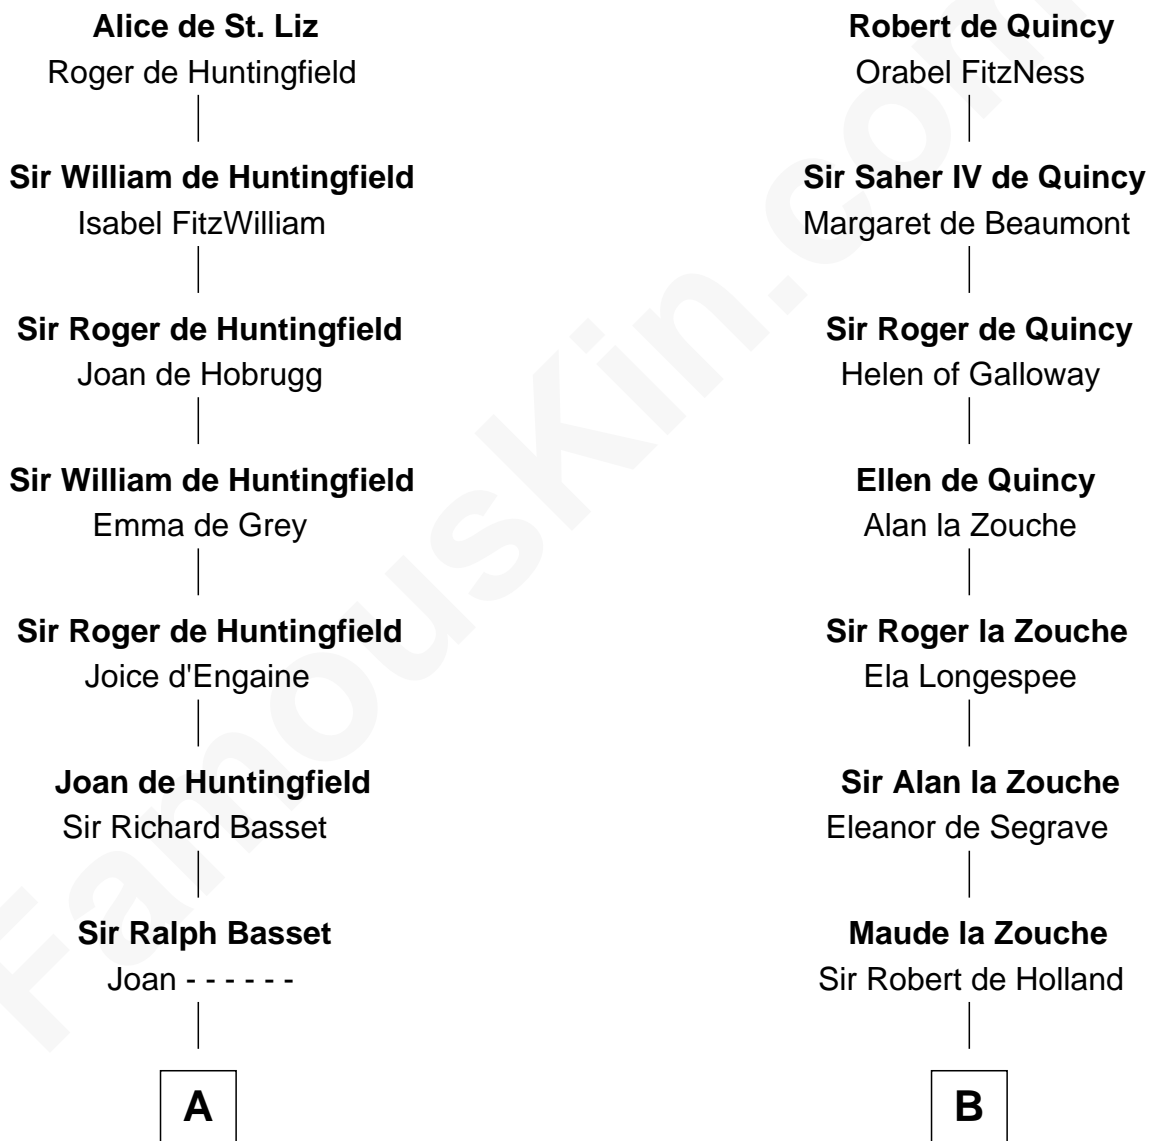 Alice de St. Liz
Roger de Huntingfield
Sir William de Huntingfield
Isabel FitzWilliam
Sir Roger de Huntingfield
Joan de Hobrugg
Sir William de Huntingfield
Emma de Grey
Sir Roger de Huntingfield
Joice d'Engaine
Joan de Huntingfield
Sir Richard Basset
Sir Ralph Basset
Joan - - - - - -
A
Robert de Quincy
Orabel FitzNess
Sir Saher IV de Quincy
Margaret de Beaumont
Sir Roger de Quincy
Helen of Galloway
Ellen de Quincy
Alan la Zouche
Sir Roger la Zouche
Ela Longespee
Sir Alan la Zouche
Eleanor de Segrave
Maude la Zouche
Sir Robert de Holland
B
FamousKin.com